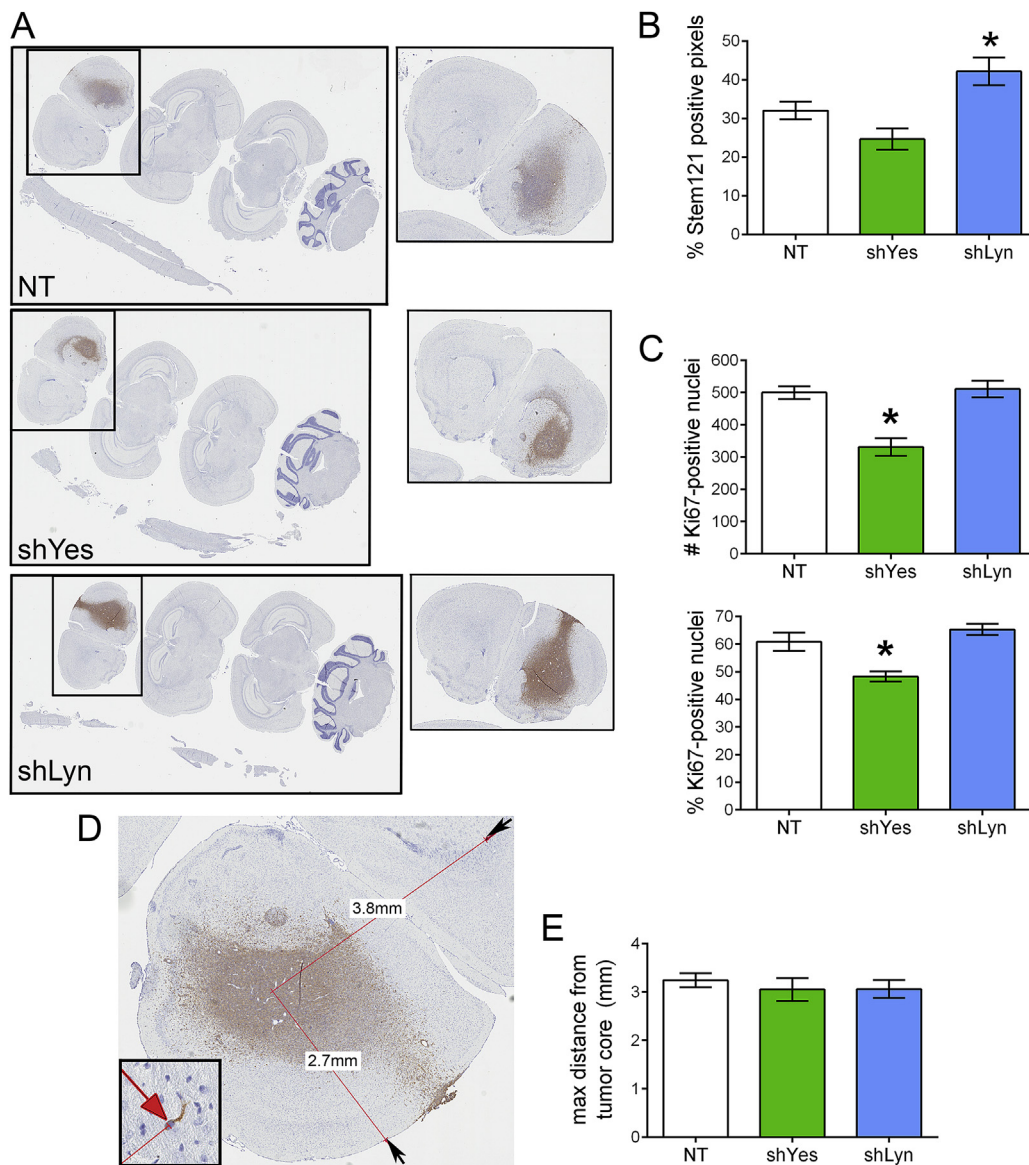 A
NT
shYes
shLyn
B
*
% Stem121 positive pixels
50
40
30
20
10
0
NT shYes shLyn
C
*
# Ki67-positive nuclei
600
500
400
300
200
100
0
NT shYes shLyn
*
% Ki67-positive nuclei
70
60
50
40
30
20
10
0
NT shYes shLyn
D
3.8mm
2.7mm
E
max distance from
tumor core (mm)
4
3
2
1
0
NT shYes shLyn